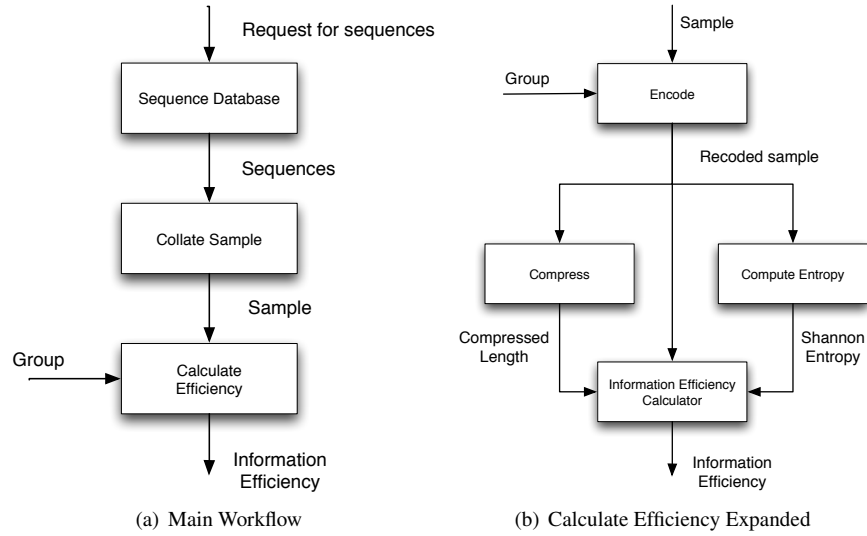 Request for sequences
Sequence Database
Sequences
Collate Sample
Sample
Group
Calculate
Efficiency
Information
Efficiency
(a) Main Workflow
Sample
Group
Encode
Recoded sample
Compress
Compute Entropy
Compressed
Length
Shannon
Entropy
Information Efficiency
Calculator
Information
Efficiency
(b) Calculate Efficiency Expanded